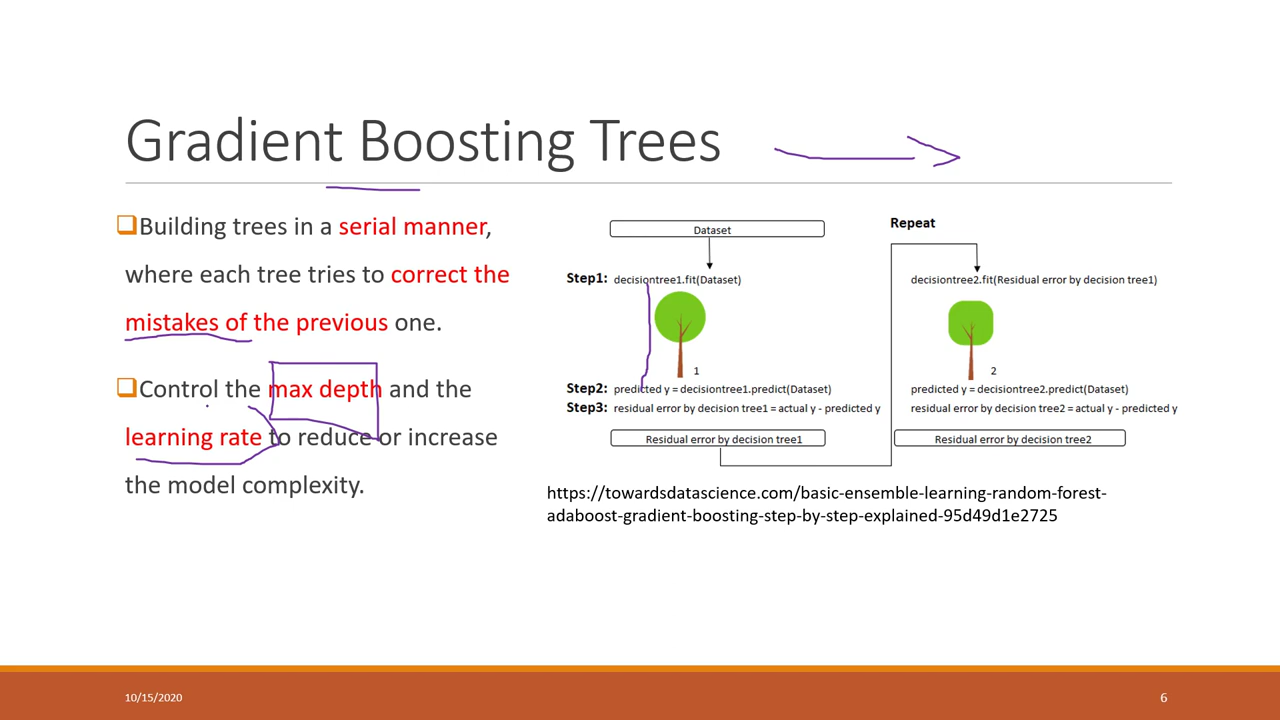 Gradient Boosting Trees
Building trees in a serial manner,
where each tree tries to correct the
mistakes of the previous one.
Control the max depth and the
learning rate to reduce or increase
the model complexity.
Dataset
Step1: decisiontree1.fit(Dataset)
1
Step2: predicted y = decisiontree1.predict(Dataset)
Step3: residual error by decision tree1 = actual y - predicted y
Residual error by decision tree1
Repeat
decisiontree2.fit(Residual error by decision tree1)
2
predicted y = decisiontree2.predict(Dataset)
residual error by decision tree2 = actual y - predicted y
Residual error by decision tree2
https://towardsdatascience.com/basic-ensemble-learning-random-forest-
adaboost-gradient-boosting-step-by-step-explained-95d49d1e2725
10/15/2020
6